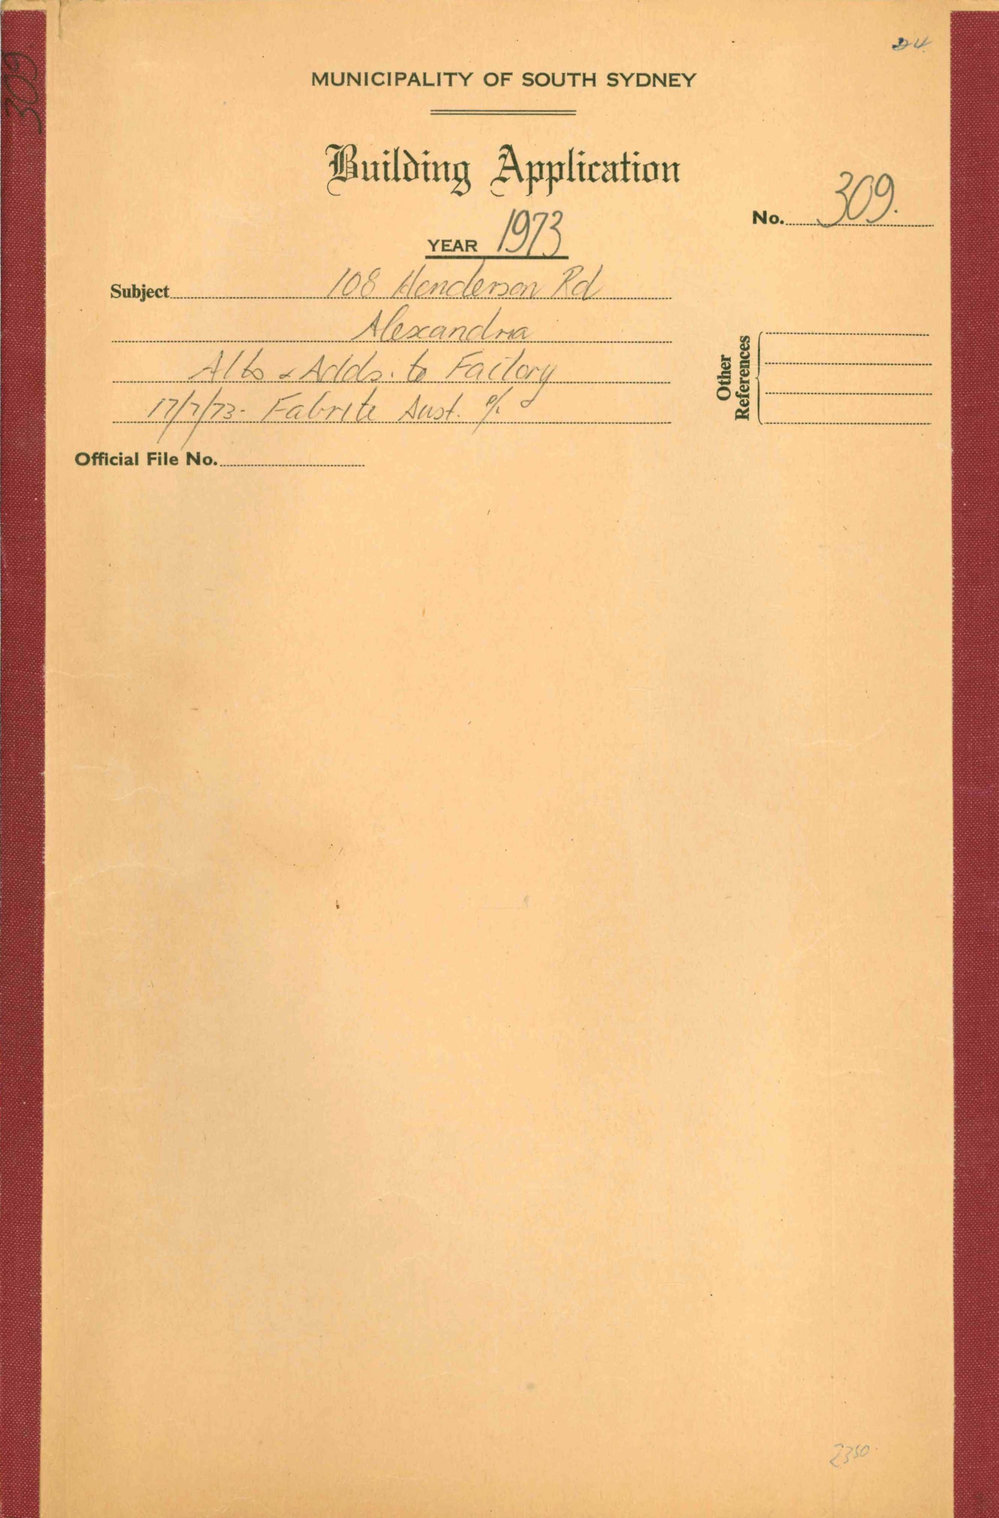 309.
24
MUNICIPALITY OF SOUTH SYDNEY
Building Application
No. 309.
YEAR 1973
Subject 108 Henderson Rd
Alexandria
Alts & Adds. to Factory
17/7/73- Fabrite Aust. P/L
Other
References
Official File No.
2350